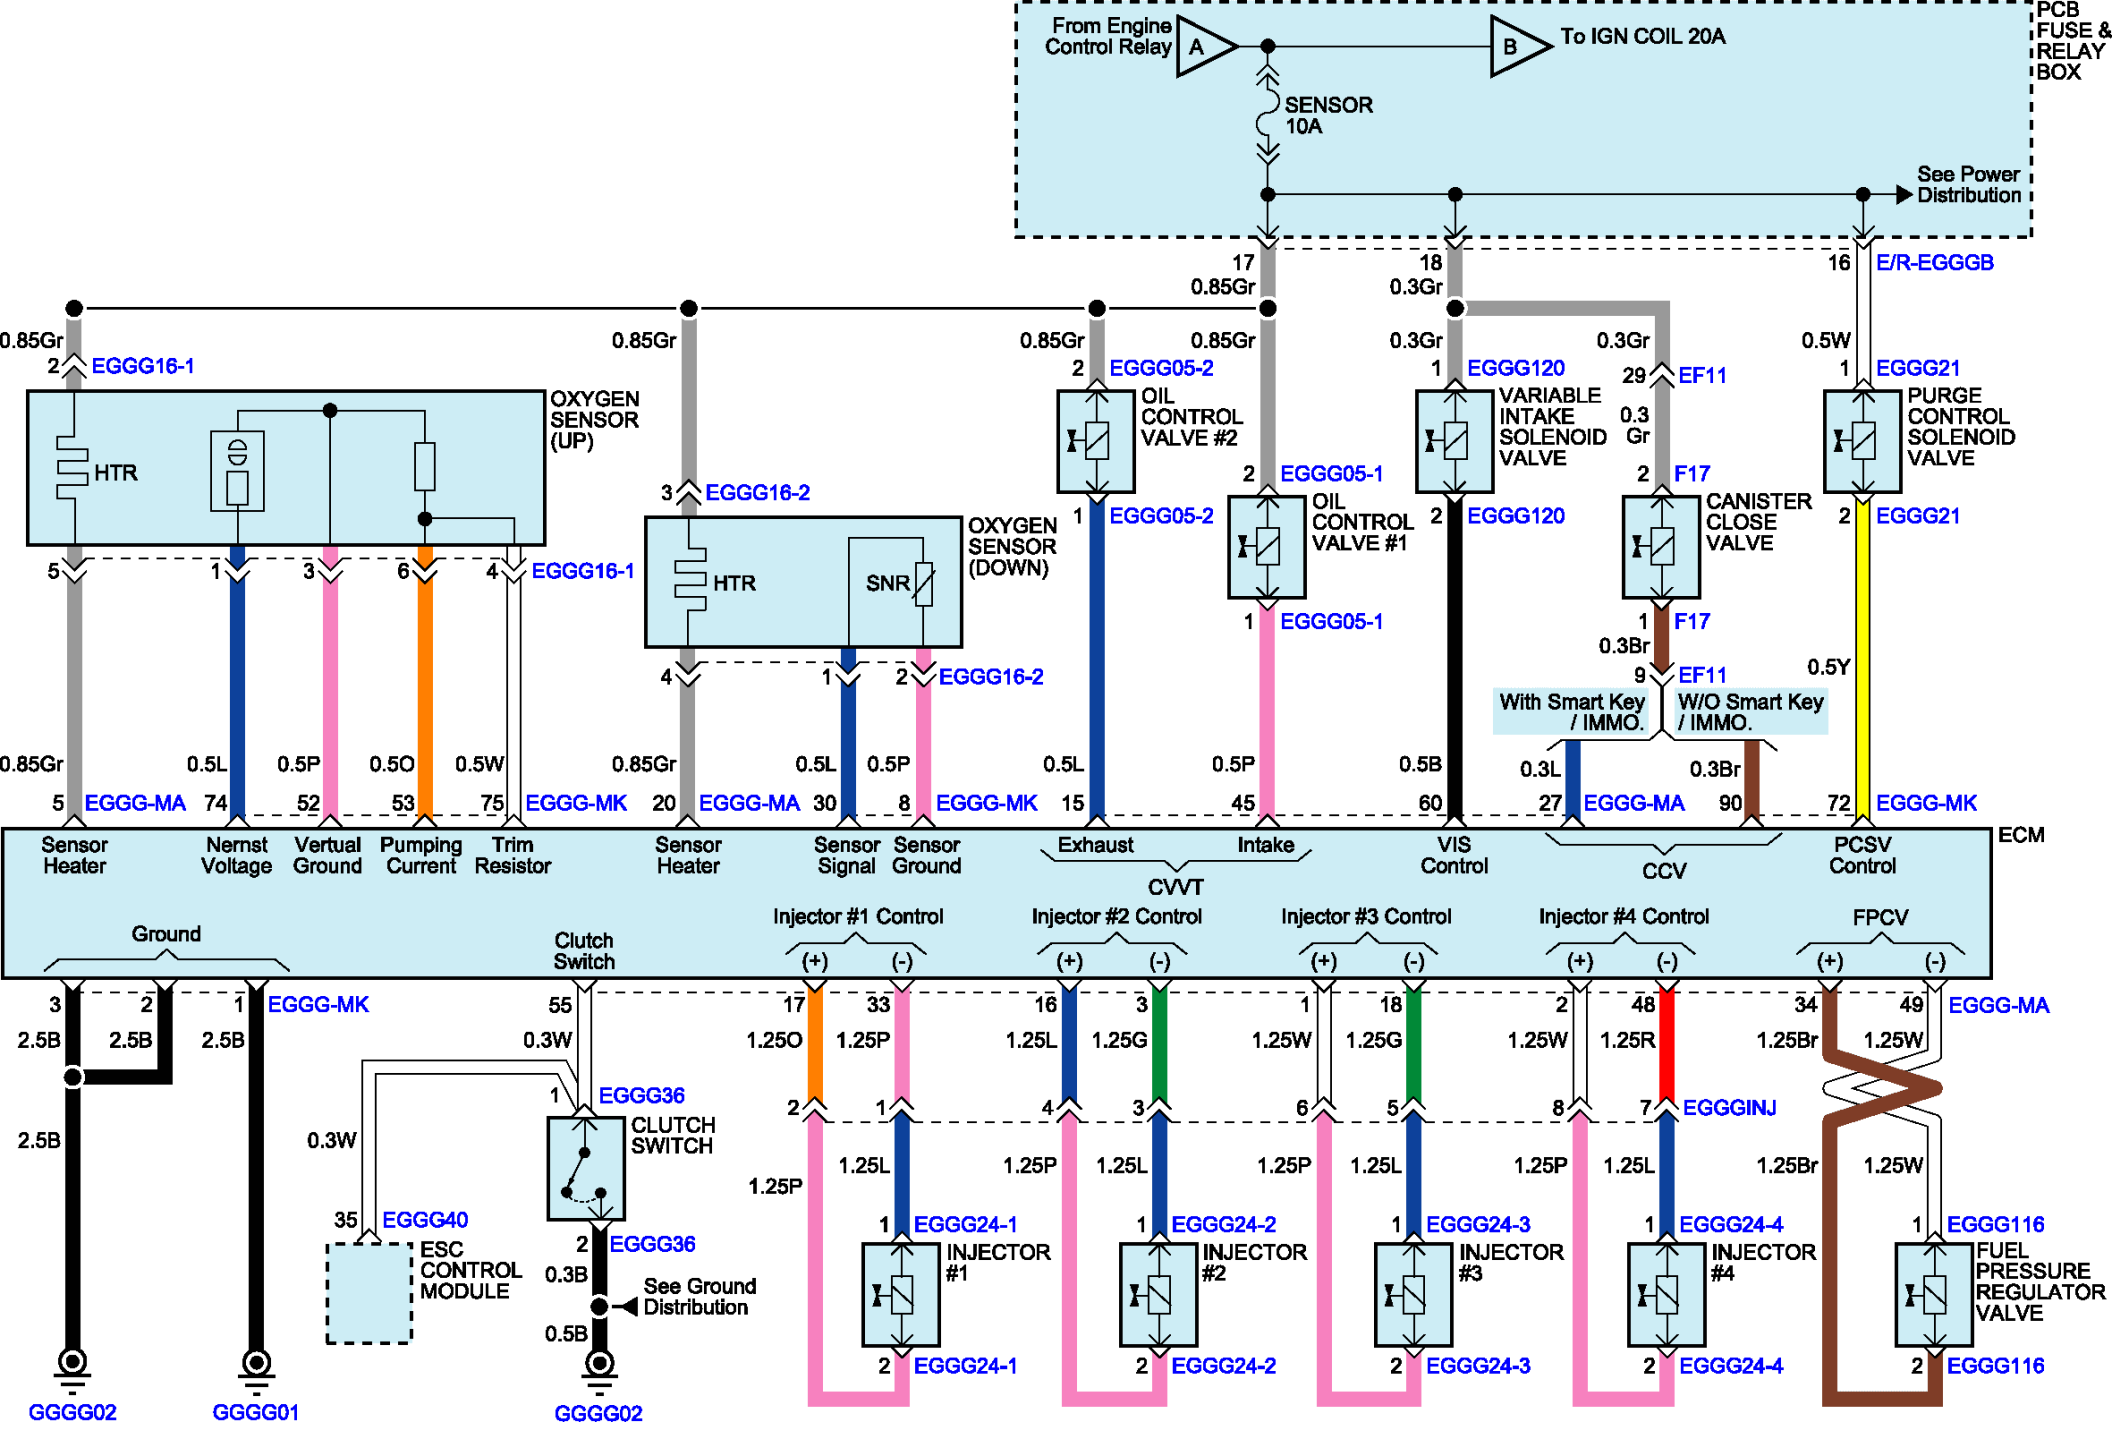 From Engine
Control Relay
A
B
To IGN COIL 20A
PCB
FUSE &
RELAY
BOX
SENSOR
10A
See Power
Distribution
17
18
16
E/R-EGGGB
0.85Gr
0.3Gr
0.85Gr
0.85Gr
0.85Gr
0.85Gr
0.3Gr
0.3Gr
0.5W
2
EGGG16-1
2
EGGG05-2
1
EGGG120
29
EF11
1
EGGG21
OXYGEN
SENSOR
(UP)
HTR
OIL
CONTROL
VALVE #2
VARIABLE
INTAKE
SOLENOID
VALVE
0.3
Gr
PURGE
CONTROL
SOLENOID
VALVE
3
EGGG16-2
2
EGGG05-1
2
F17
1
EGGG05-2
2
EGGG120
2
EGGG21
OXYGEN
SENSOR
(DOWN)
HTR
SNR
OIL
CONTROL
VALVE #1
CANISTER
CLOSE
VALVE
5
1
3
6
4
EGGG16-1
1
EGGG05-1
1
F17
0.3Br
4
1
2
EGGG16-2
9
EF11
0.5Y
With Smart Key
/ IMMO.
W/O Smart Key
/ IMMO.
0.85Gr
0.5L
0.5P
0.5O
0.5W
0.85Gr
0.5L
0.5P
0.5L
0.5P
0.5B
0.3L
0.3Br
5
EGGG-MA
74
52
53
75
EGGG-MK
20
EGGG-MA
30
8
EGGG-MK
15
45
60
27
EGGG-MA
90
72
EGGG-MK
ECM
Sensor
Heater
Nernst
Voltage
Vertual
Ground
Pumping
Current
Trim
Resistor
Sensor
Heater
Sensor
Signal
Sensor
Ground
Exhaust
Intake
CVVT
VIS
Control
CCV
PCSV
Control
Ground
Clutch
Switch
Injector #1 Control
(+)
(-)
Injector #2 Control
(+)
(-)
Injector #3 Control
(+)
(-)
Injector #4 Control
(+)
(-)
FPCV
(+)
(-)
3
2
1
EGGG-MK
55
17
33
16
3
1
18
2
48
34
49
EGGG-MA
2.5B
2.5B
2.5B
0.3W
1.25O
1.25P
1.25L
1.25G
1.25W
1.25G
1.25W
1.25R
1.25Br
1.25W
1
EGGG36
2
1
4
3
6
5
8
7
EGGGINJ
CLUTCH
SWITCH
2.5B
0.3W
1.25P
1.25L
1.25P
1.25L
1.25P
1.25L
1.25P
1.25L
1.25Br
1.25W
35
EGGG40
2
EGGG36
1
EGGG24-1
1
EGGG24-2
1
EGGG24-3
1
EGGG24-4
1
EGGG116
ESC
CONTROL
MODULE
0.3B
See Ground
Distribution
0.5B
INJECTOR
#1
INJECTOR
#2
INJECTOR
#3
INJECTOR
#4
FUEL
PRESSURE
REGULATOR
VALVE
2
EGGG24-1
2
EGGG24-2
2
EGGG24-3
2
EGGG24-4
2
EGGG116
GGGG02
GGGG01
GGGG02